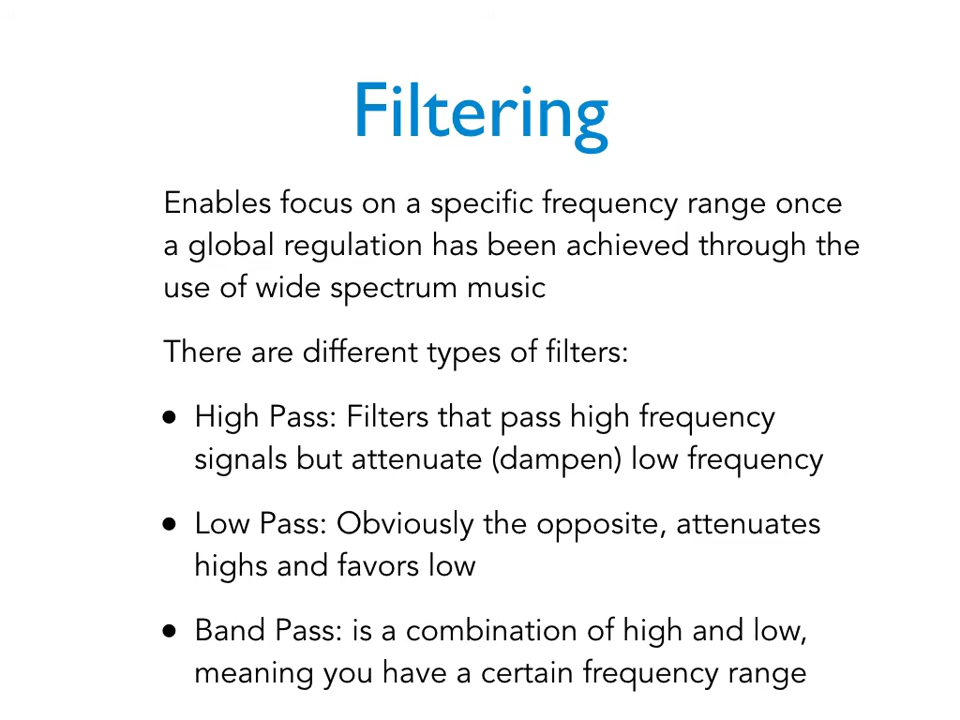 Filtering
Enables focus on a specific frequency range once
a global regulation has been achieved through the
use of wide spectrum music
There are different types of filters:
• High Pass: Filters that pass high frequency
signals but attenuate (dampen) low frequency
• Low Pass: Obviously the opposite, attenuates
highs and favors low
• Band Pass: is a combination of high and low,
meaning you have a certain frequency range